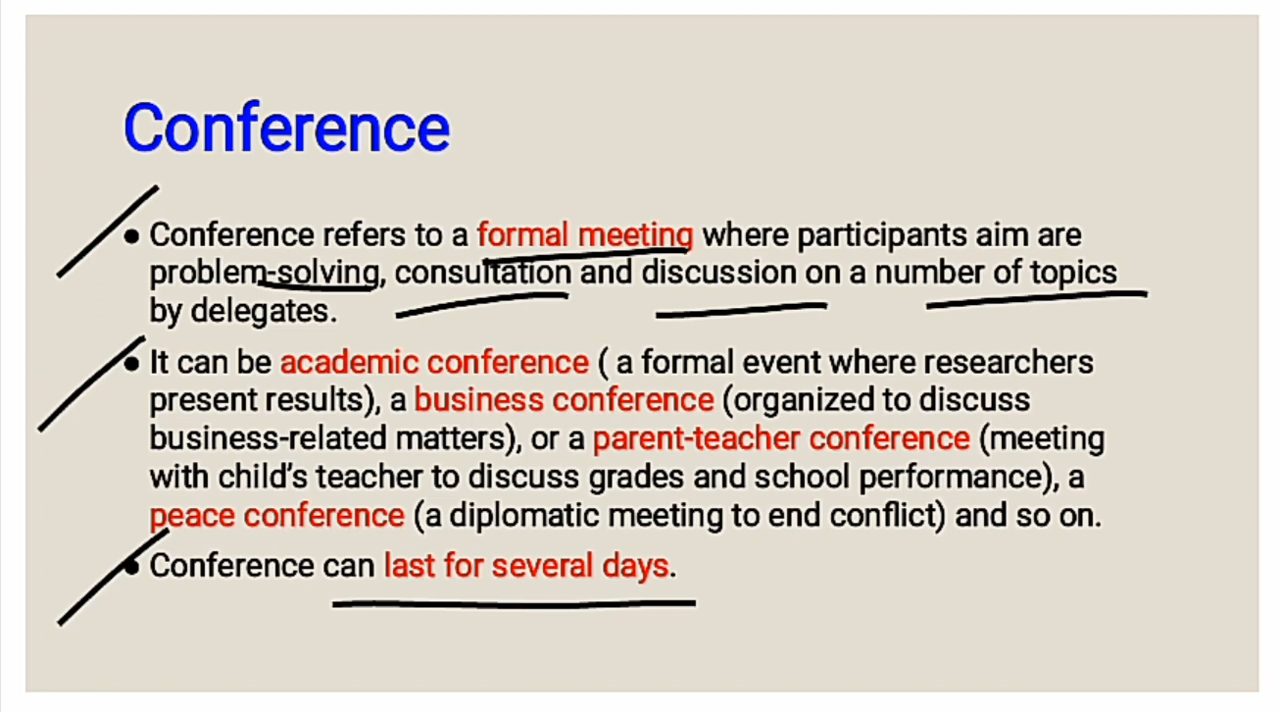 Conference
• Conference refers to a formal meeting where participants aim are
problem-solving, consultation and discussion on a number of topics
by delegates.
• It can be academic conference ( a formal event where researchers
present results), a business conference (organized to discuss
business-related matters), or a parent-teacher conference (meeting
with child's teacher to discuss grades and school performance), a
peace conference (a diplomatic meeting to end conflict) and so on.
• Conference can last for several days.